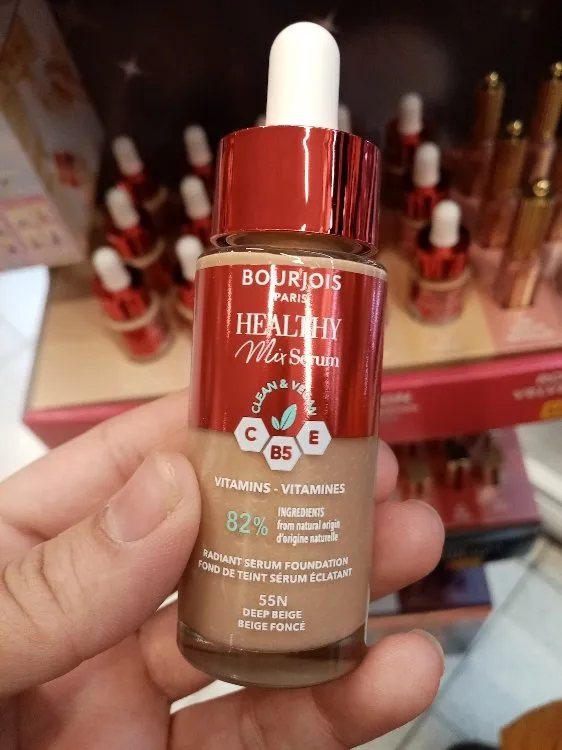 BOURJOIS
PARIS
HEALTHY
Mix Serum
CLEAN & VEGAN
C
B5
E
VITAMINS - VITAMINES
82% INGREDIENTS
from natural origin
d'origine naturelle
RADIANT SERUM FOUNDATION
FOND DE TEINT SÉRUM ÉCLATANT
55N
DEEP BEIGE
BEIGE FONCÉ